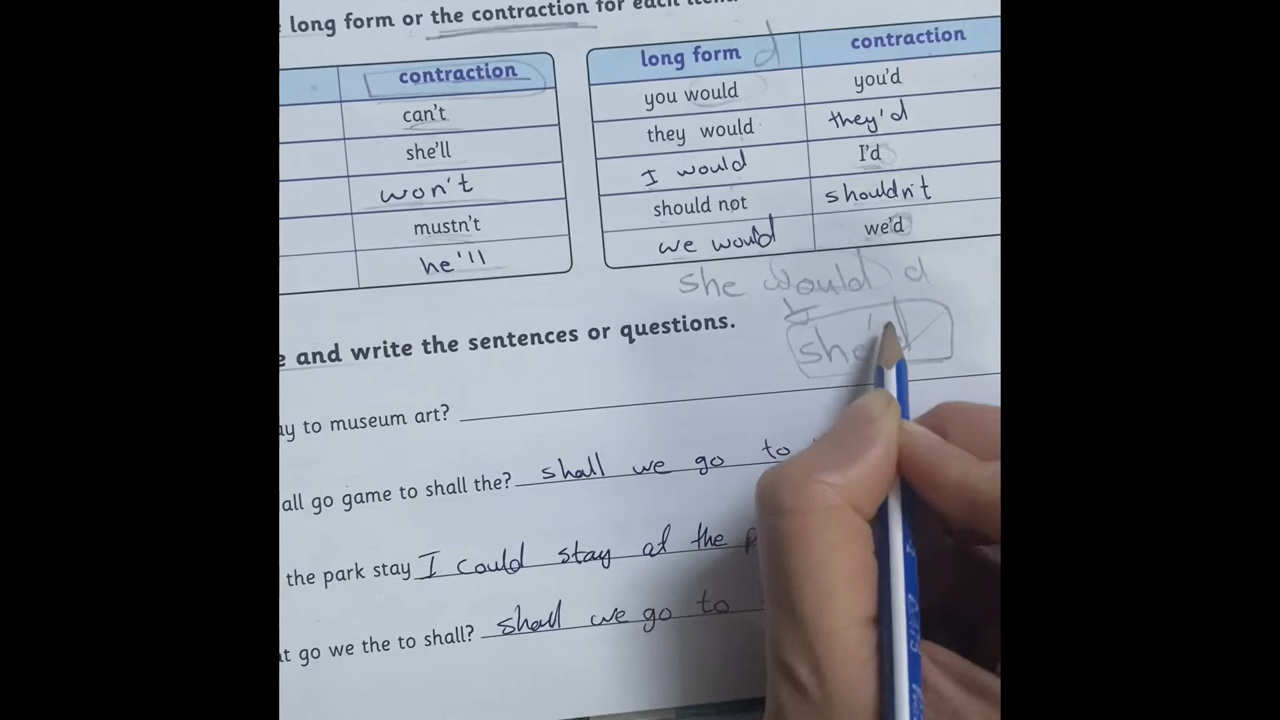 long form or the contraction for each item.
contraction
can't
she'll
won't
mustn't
he'll
long form d contraction
you would you'd
they would they'd
I would I'd
should not shouldn't
we would we'd
she would d
she'd
and write the sentences or questions.
to museum art?
all go game to shall the? shall we go to
the park stay I could stay at the
go we the to shall? shall we go to